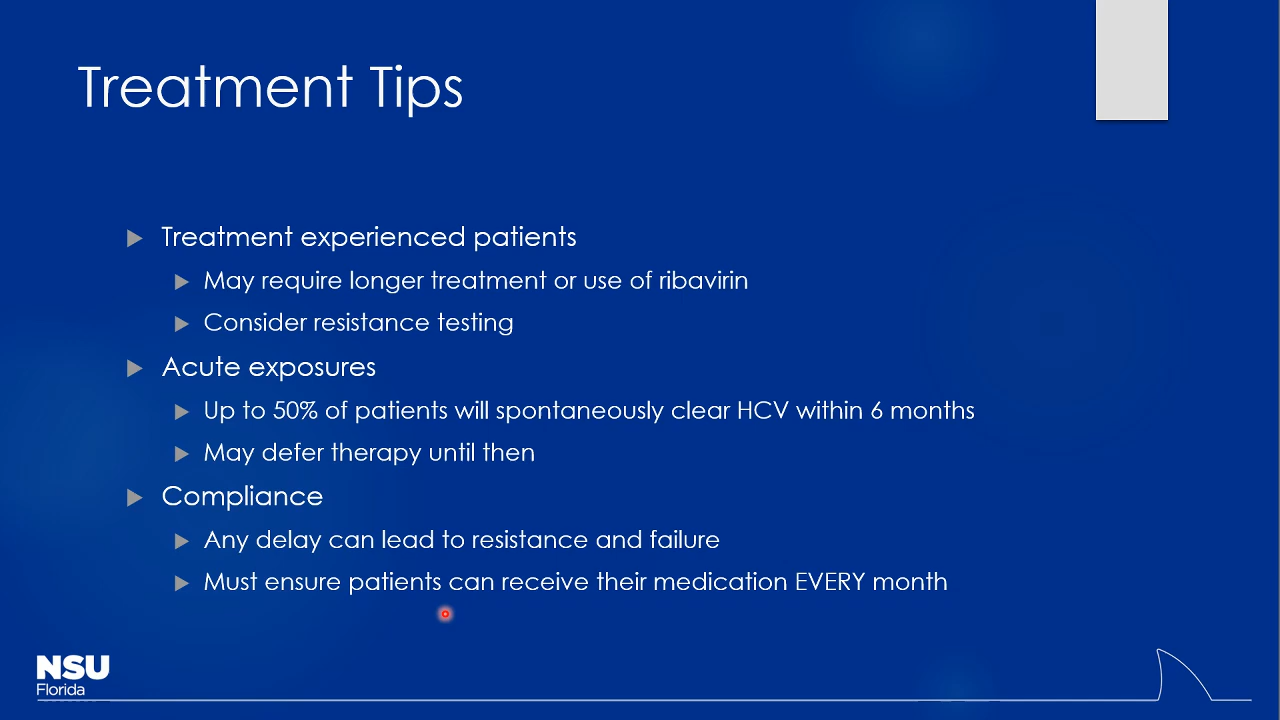 Treatment Tips
Treatment experienced patients
May require longer treatment or use of ribavirin
Consider resistance testing
Acute exposures
Up to 50% of patients will spontaneously clear HCV within 6 months
May defer therapy until then
Compliance
Any delay can lead to resistance and failure
Must ensure patients can receive their medication EVERY month
NSU
Florida